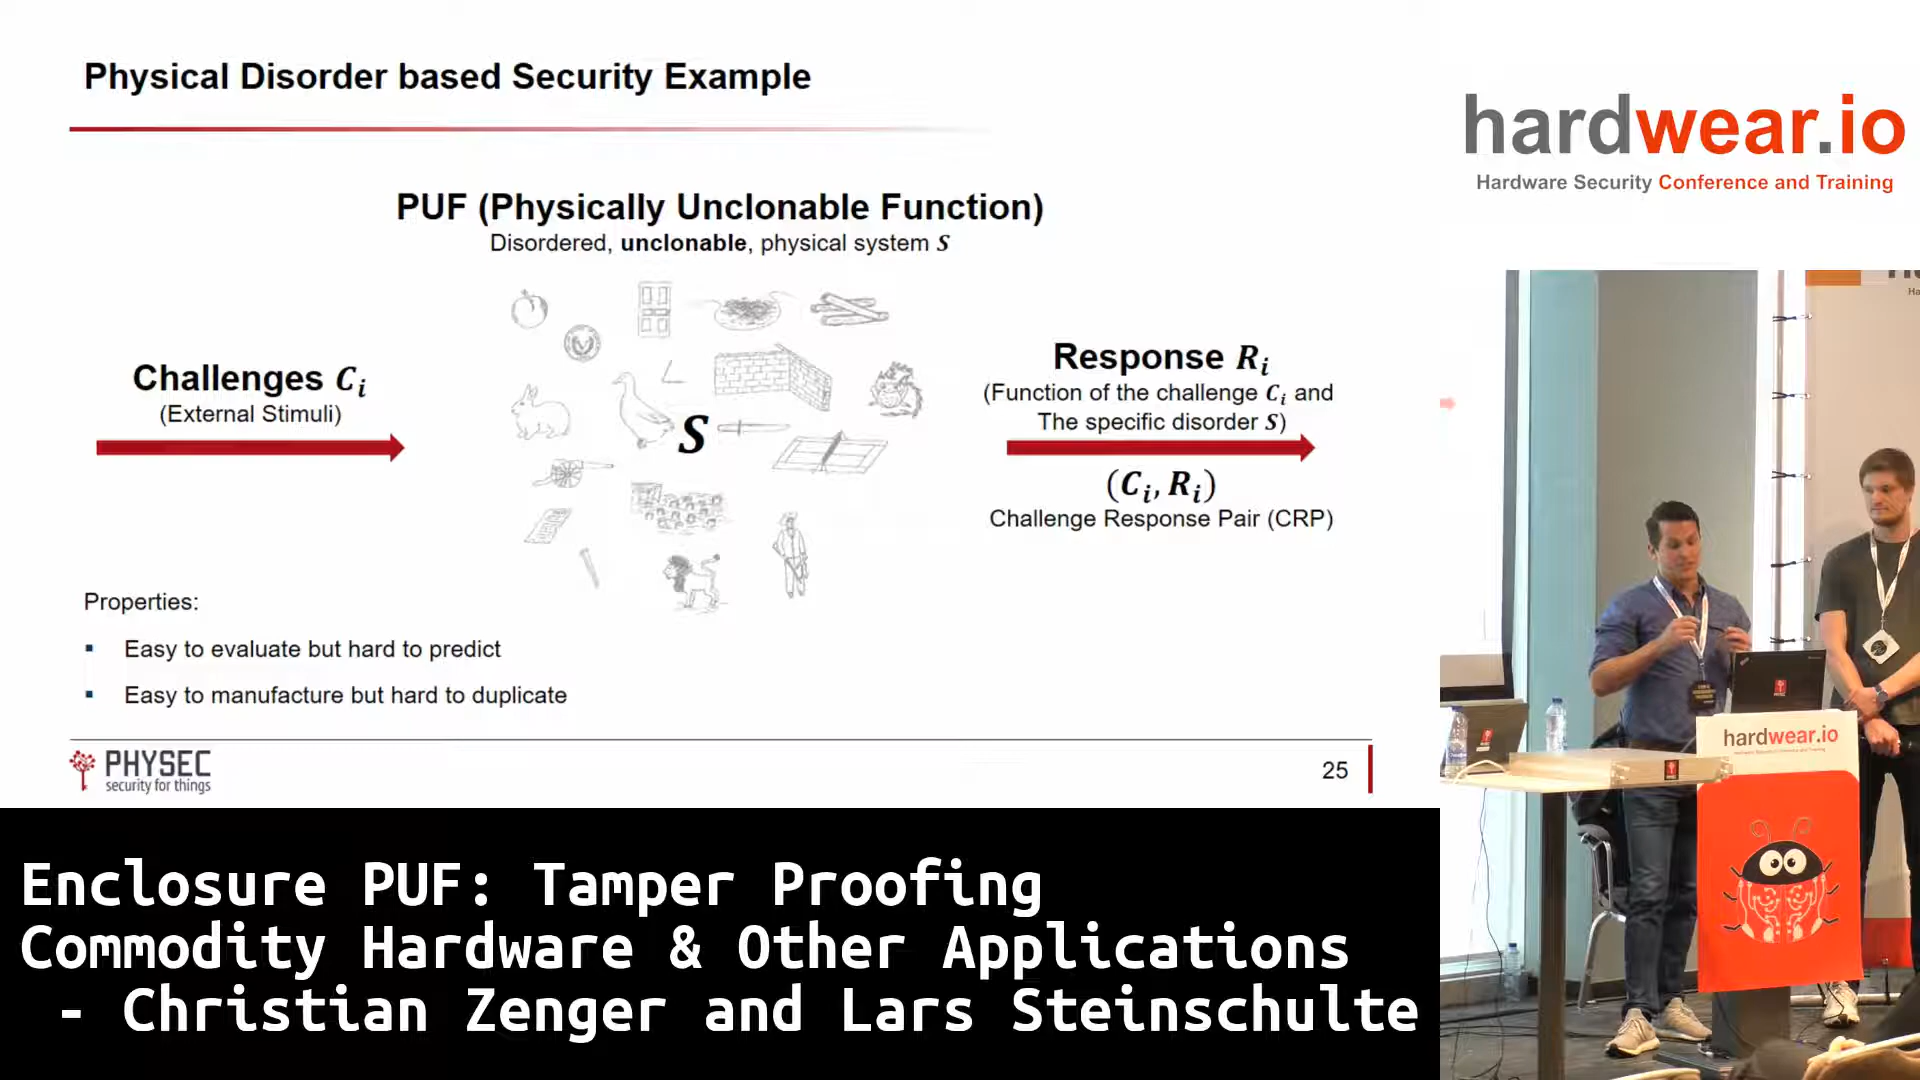 Physical Disorder based Security Example
PUF (Physically Unclonable Function)
Disordered, unclonable, physical system S
Challenges Cᵢ
(External Stimuli)
S
Response Rᵢ
(Function of the challenge Cᵢ and
The specific disorder S)
(Cᵢ, Rᵢ)
Challenge Response Pair (CRP)
Properties:
▪ Easy to evaluate but hard to predict
▪ Easy to manufacture but hard to duplicate
PHYSEC
security for things
25
hardwear.io
Hardware Security Conference and Training
hardwear.io
Enclosure PUF: Tamper Proofing
Commodity Hardware & Other Applications
- Christian Zenger and Lars Steinschulte